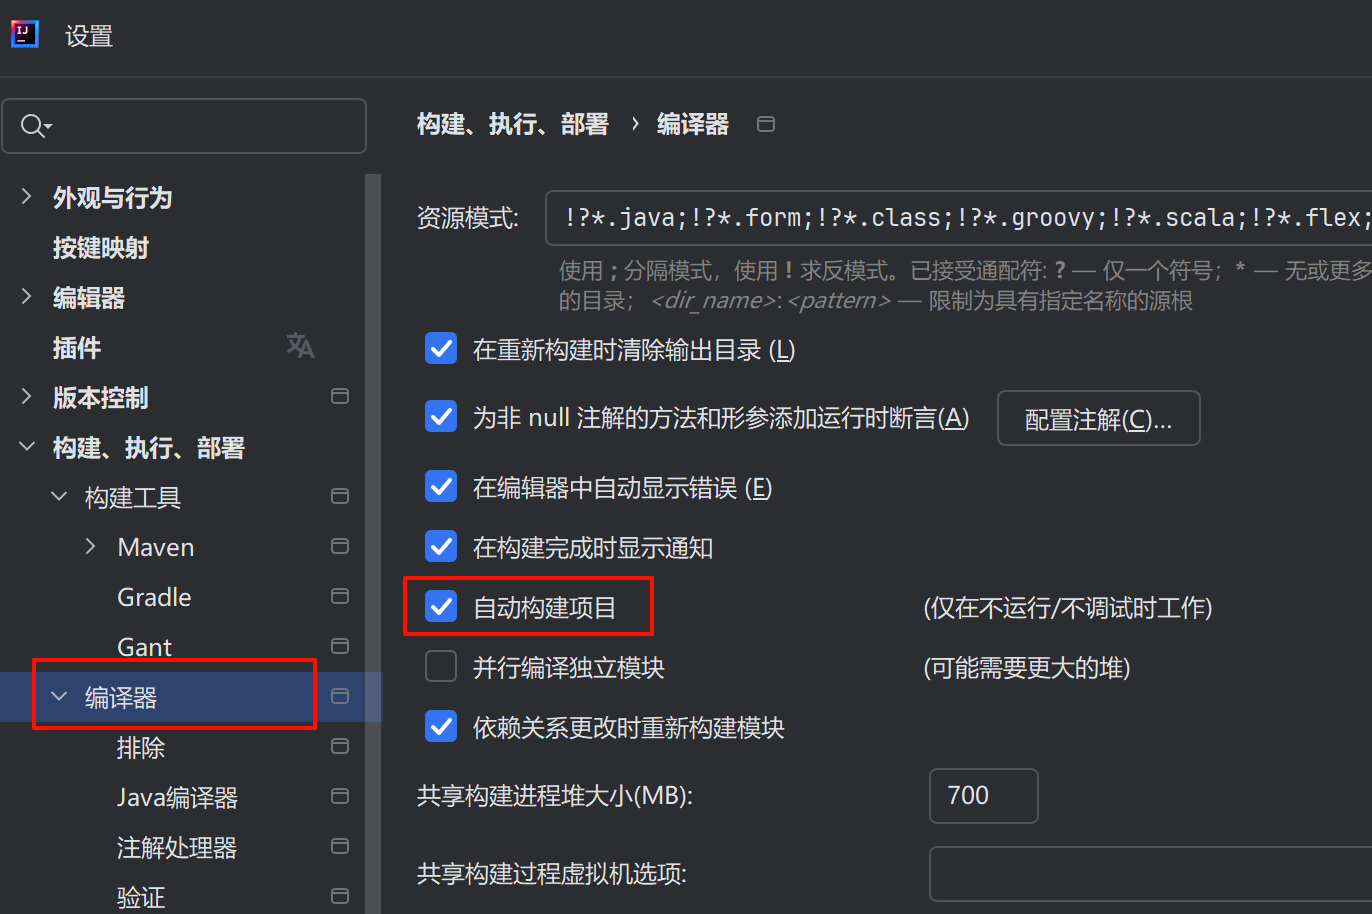 IJ
设置
构建、执行、部署 › 编译器
外观与行为
按键映射
编辑器
插件
版本控制
构建、执行、部署
构建工具
Maven
Gradle
Gant
编译器
排除
Java编译器
注解处理器
验证
资源模式: !?*.java;!?*.form;!?*.class;!?*.groovy;!?*.scala;!?*.flex;
使用 ; 分隔模式，使用 ! 求反模式。已接受通配符: ? — 仅一个符号；* — 无或更多
的目录；<dir_name>:<pattern> — 限制为具有指定名称的源根
在重新构建时清除输出目录 (L)
为非 null 注解的方法和形参添加运行时断言(A) 配置注解(C)...
在编辑器中自动显示错误 (E)
在构建完成时显示通知
自动构建项目 (仅在不运行/不调试时工作)
并行编译独立模块 (可能需要更大的堆)
依赖关系更改时重新构建模块
共享构建进程堆大小(MB): 700
共享构建过程虚拟机选项: